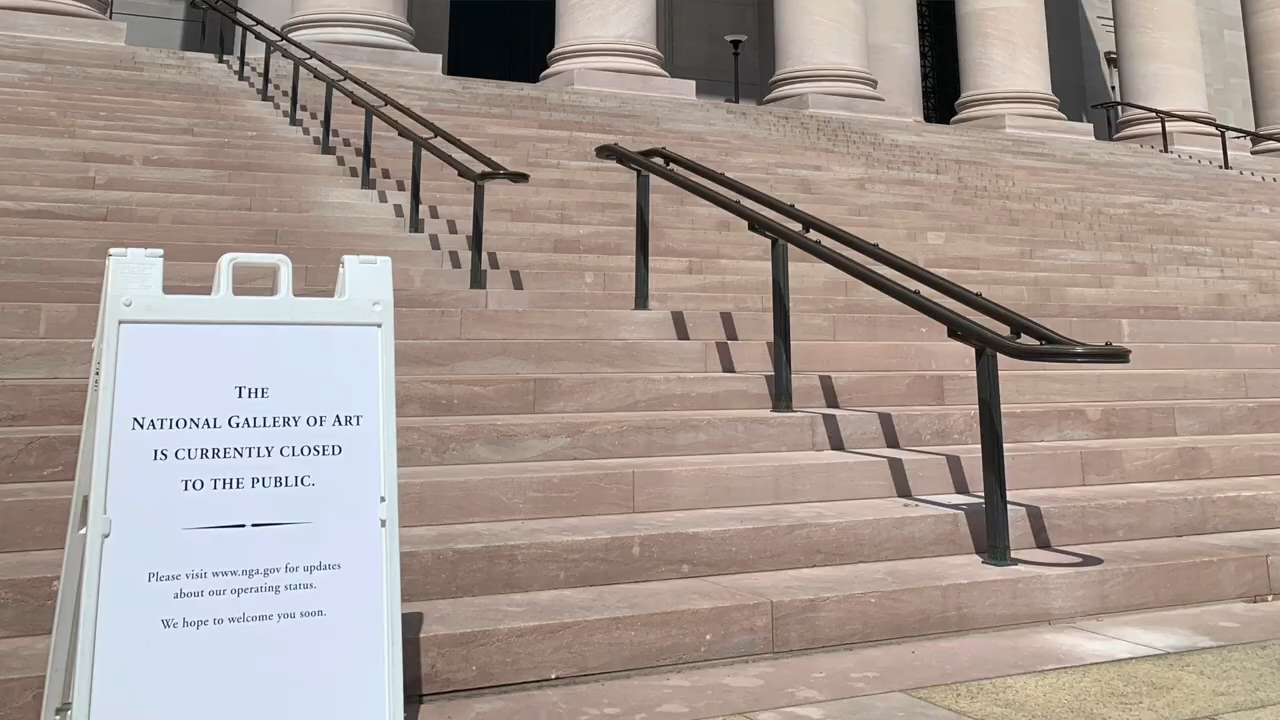 THE
NATIONAL GALLERY OF ART
IS CURRENTLY CLOSED
TO THE PUBLIC.
Please visit www.nga.gov for updates
about our operating status.
We hope to welcome you soon.